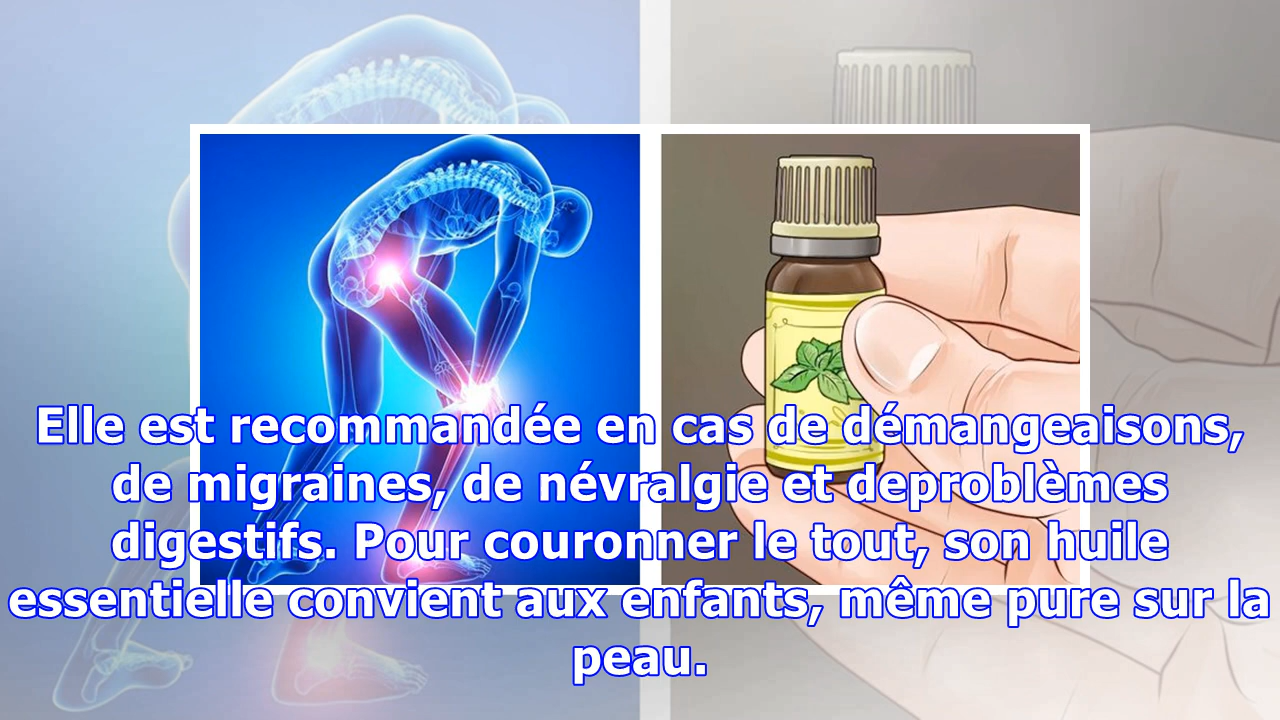 Elle est recommandée en cas de démangeaisons,
de migraines, de névralgie et deproblèmes
digestifs. Pour couronner le tout, son huile
essentielle convient aux enfants, même pure sur la
peau.